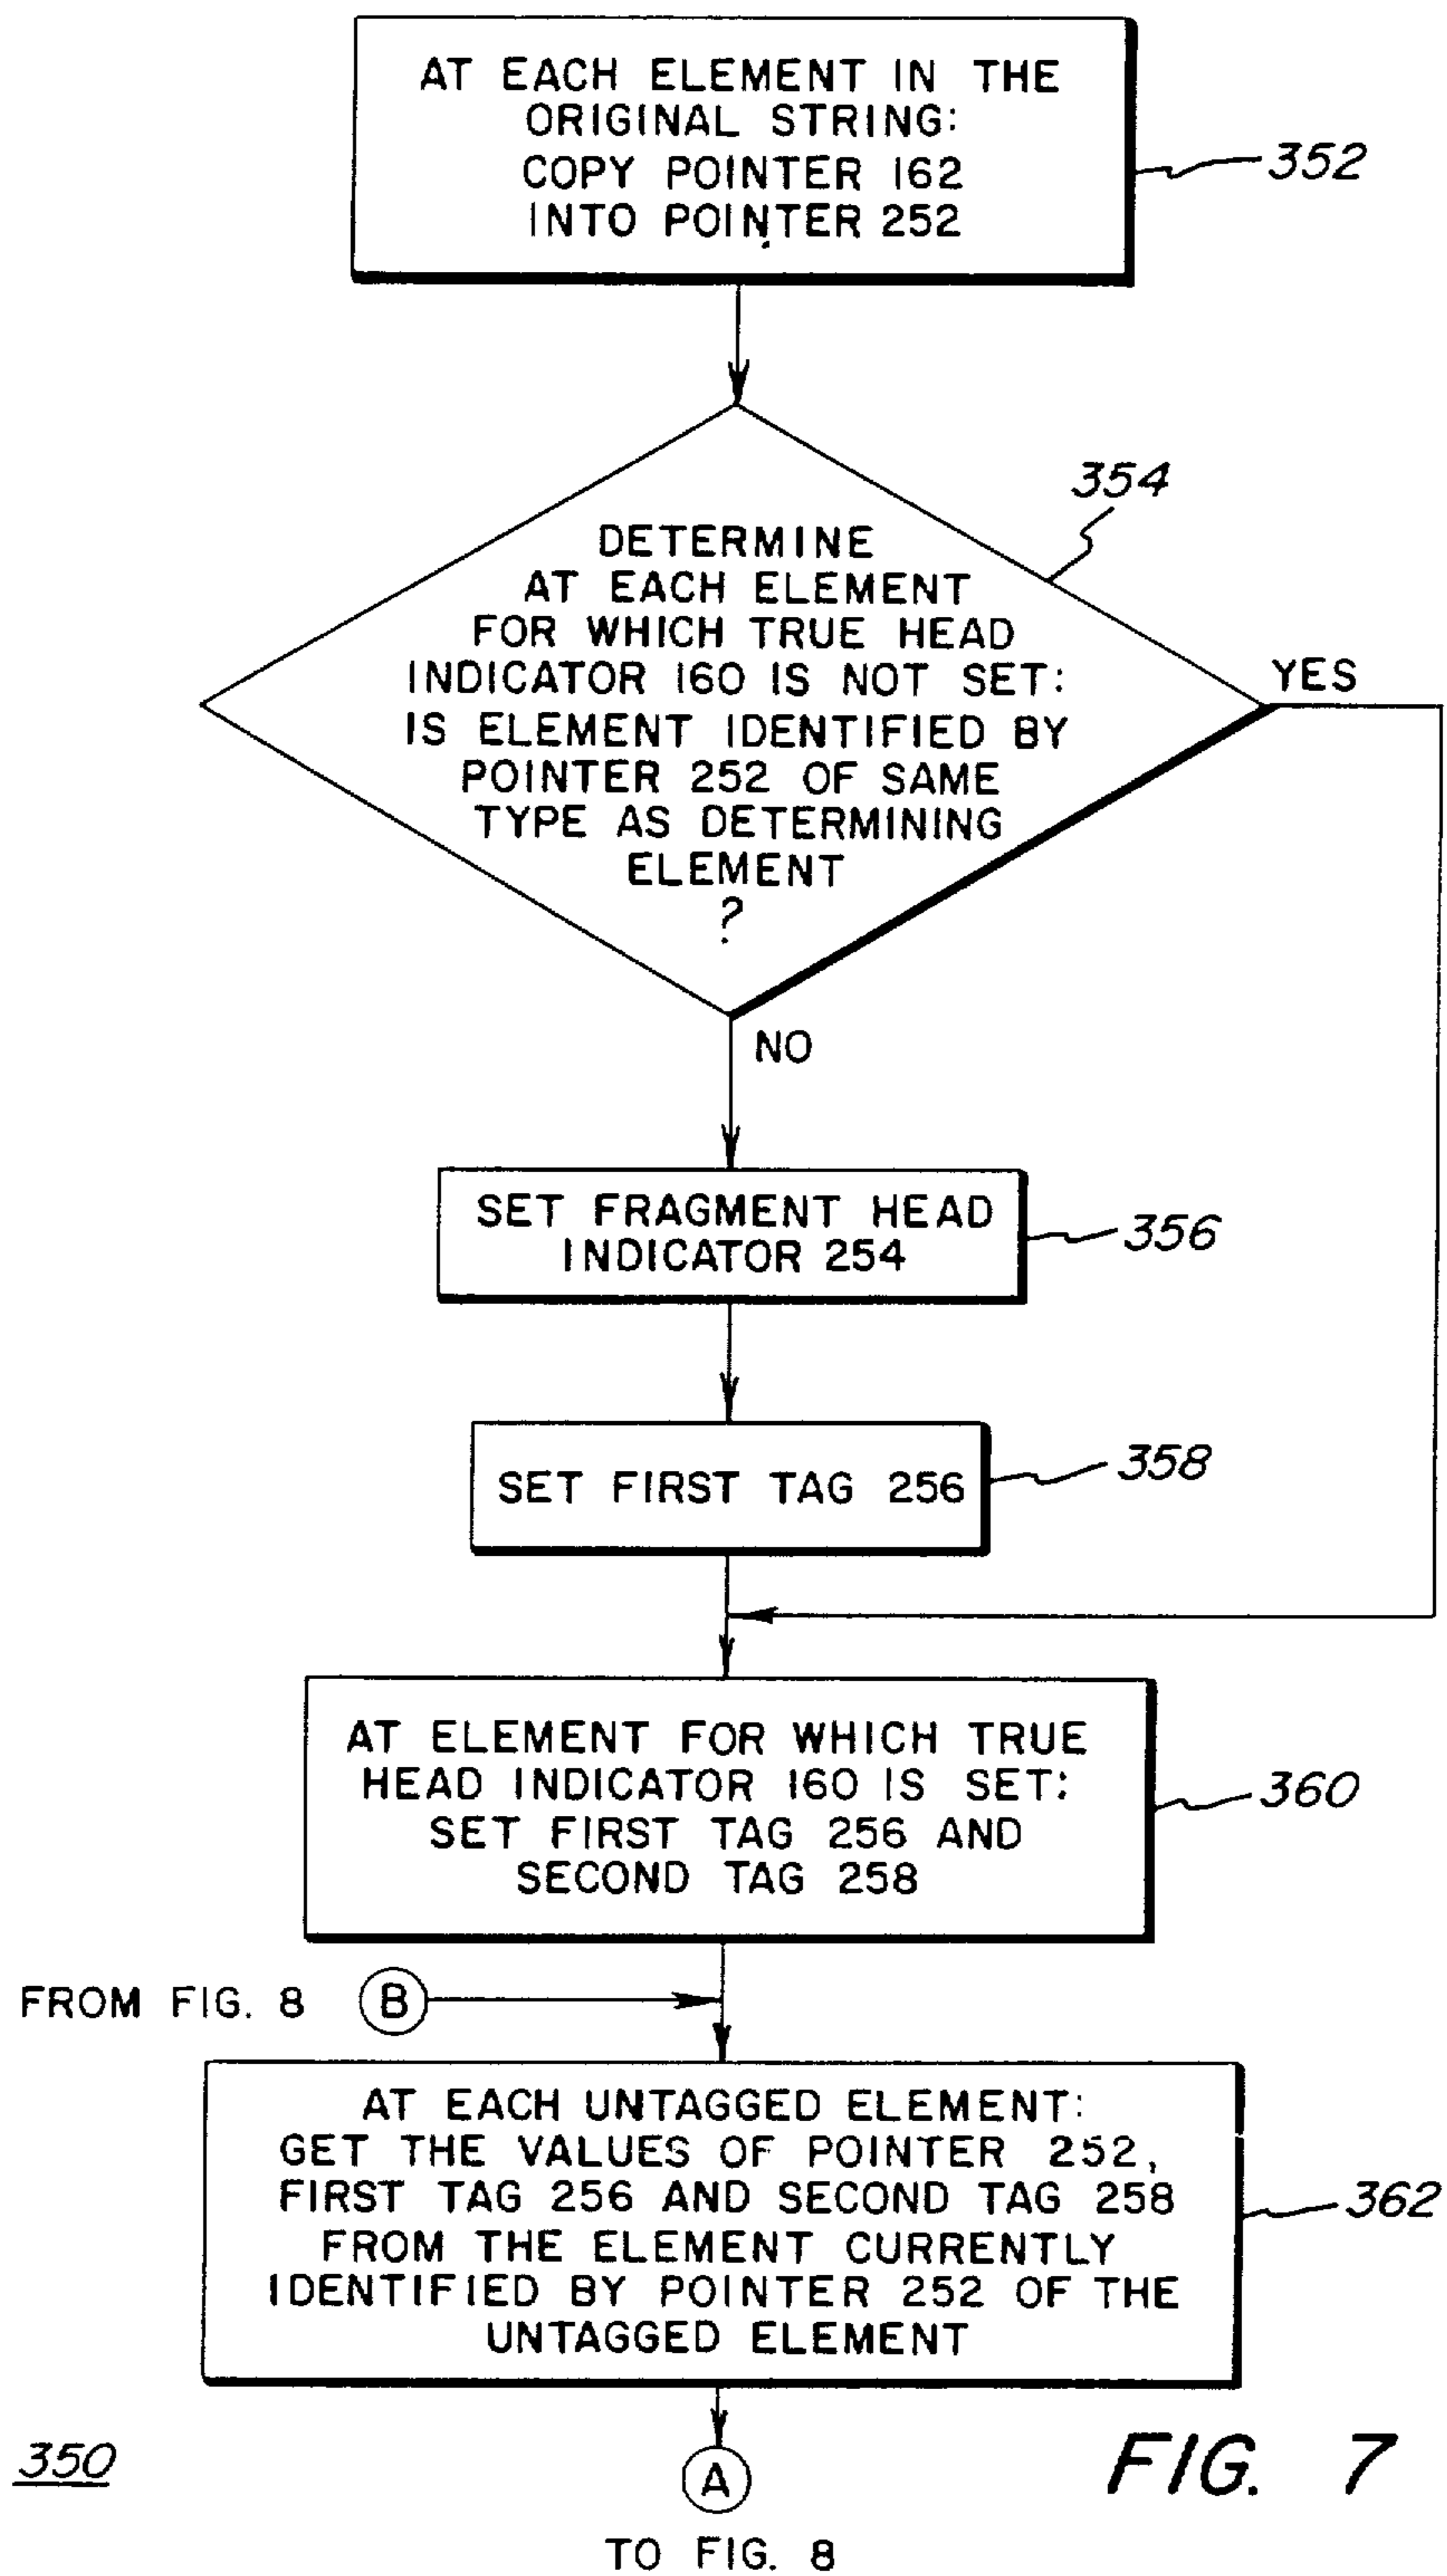 AT EACH ELEMENT IN THE
ORIGINAL STRING:
COPY POINTER 162
INTO POINTER 252
352
354
DETERMINE
AT EACH ELEMENT
FOR WHICH TRUE HEAD
INDICATOR 160 IS NOT SET:
IS ELEMENT IDENTIFIED BY
POINTER 252 OF SAME
TYPE AS DETERMINING
ELEMENT
?
YES
NO
SET FRAGMENT HEAD
INDICATOR 254
356
SET FIRST TAG 256
358
AT ELEMENT FOR WHICH TRUE
HEAD INDICATOR 160 IS SET:
SET FIRST TAG 256 AND
SECOND TAG 258
360
FROM FIG. 8 B
AT EACH UNTAGGED ELEMENT:
GET THE VALUES OF POINTER 252,
FIRST TAG 256 AND SECOND TAG 258
FROM THE ELEMENT CURRENTLY
IDENTIFIED BY POINTER 252 OF THE
UNTAGGED ELEMENT
362
350
A
TO FIG. 8
FIG. 7